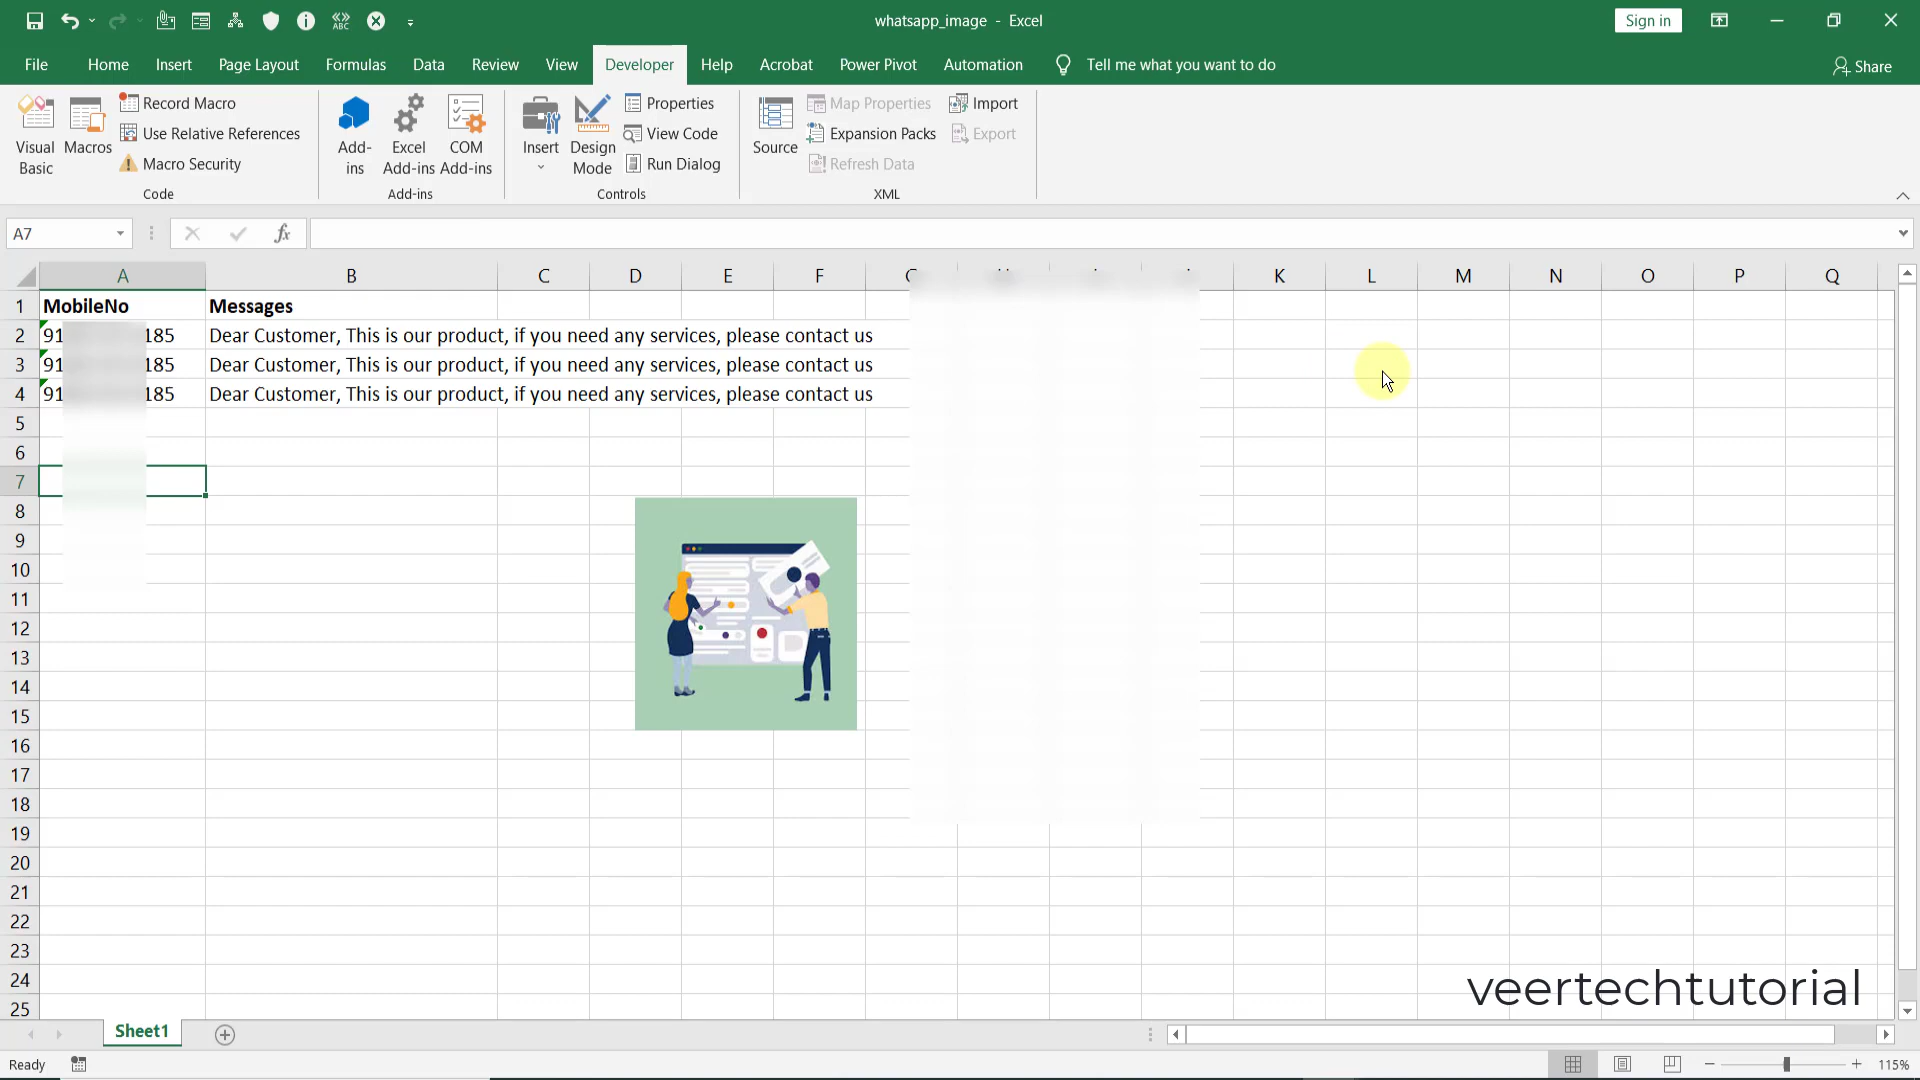 whatsapp_image - Excel
Sign in
File Home Insert Page Layout Formulas Data Review View Developer Help Acrobat Power Pivot Automation Tell me what you want to do Share
Visual Basic
Macros
Record Macro
Use Relative References
Macro Security
Code
Add-ins
Excel Add-ins
COM Add-ins
Add-ins
Insert
Design Mode
Properties
View Code
Run Dialog
Controls
Source
Map Properties
Expansion Packs
Refresh Data
Import
Export
XML
A7
fx
A B C D E F K L M N O P Q
1 MobileNo Messages
2 91 185 Dear Customer, This is our product, if you need any services, please contact us
3 91 185 Dear Customer, This is our product, if you need any services, please contact us
4 91 185 Dear Customer, This is our product, if you need any services, please contact us
5
6
7
8
9
10
11
12
13
14
15
16
17
18
19
20
21
22
23
24
25
veertechtutorial
Sheet1
Ready
115%